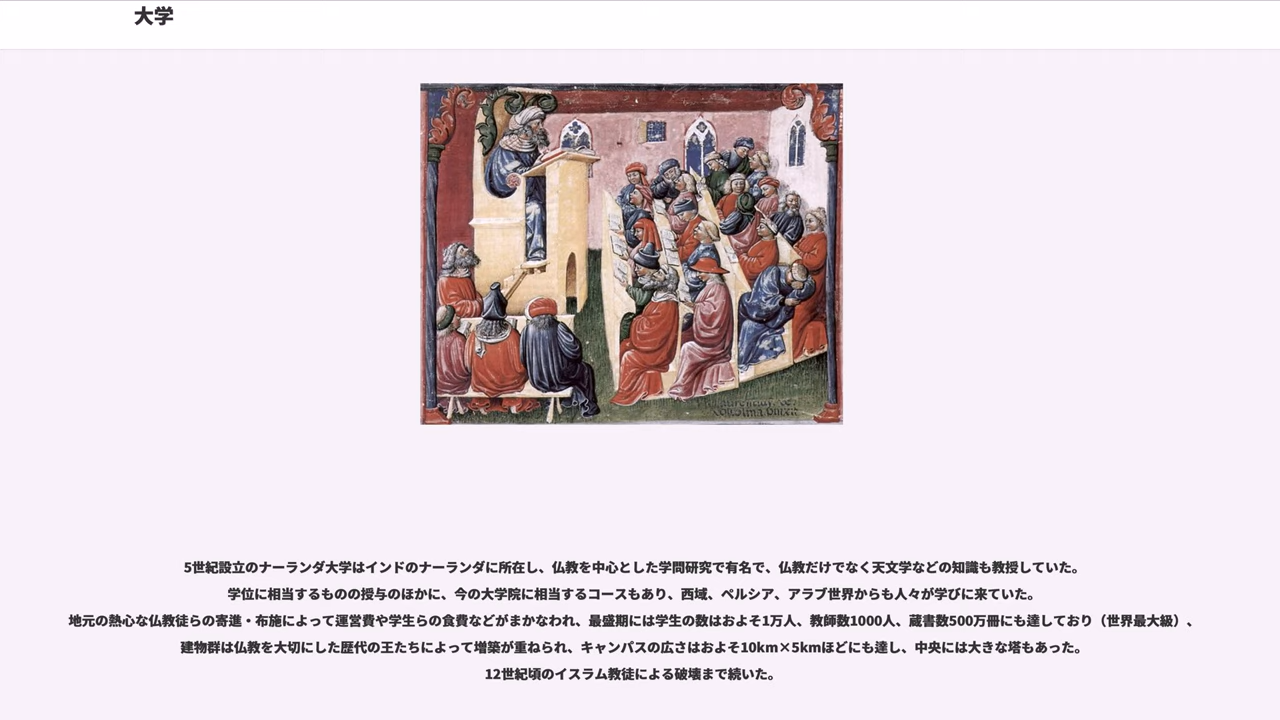 大学
5世紀設立のナーランダ大学はインドのナーランダに所在し、仏教を中心とした学問研究で有名で、仏教だけでなく天文学などの知識も教授していた。
学位に相当するものの授与のほかに、今の大学院に相当するコースもあり、西域、ペルシア、アラブ世界からも人々が学びに来ていた。
地元の熱心な仏教徒らの寄進・布施によって運営費や学生らの食費などがまかなわれ、最盛期には学生の数はおよそ1万人、教師数1000人、蔵書数500万冊にも達しており（世界最大級）、
建物群は仏教を大切にした歴代の王たちによって増築が重ねられ、キャンパスの広さはおよそ10km×5kmほどにも達し、中央には大きな塔もあった。
12世紀頃のイスラム教徒による破壊まで続いた。